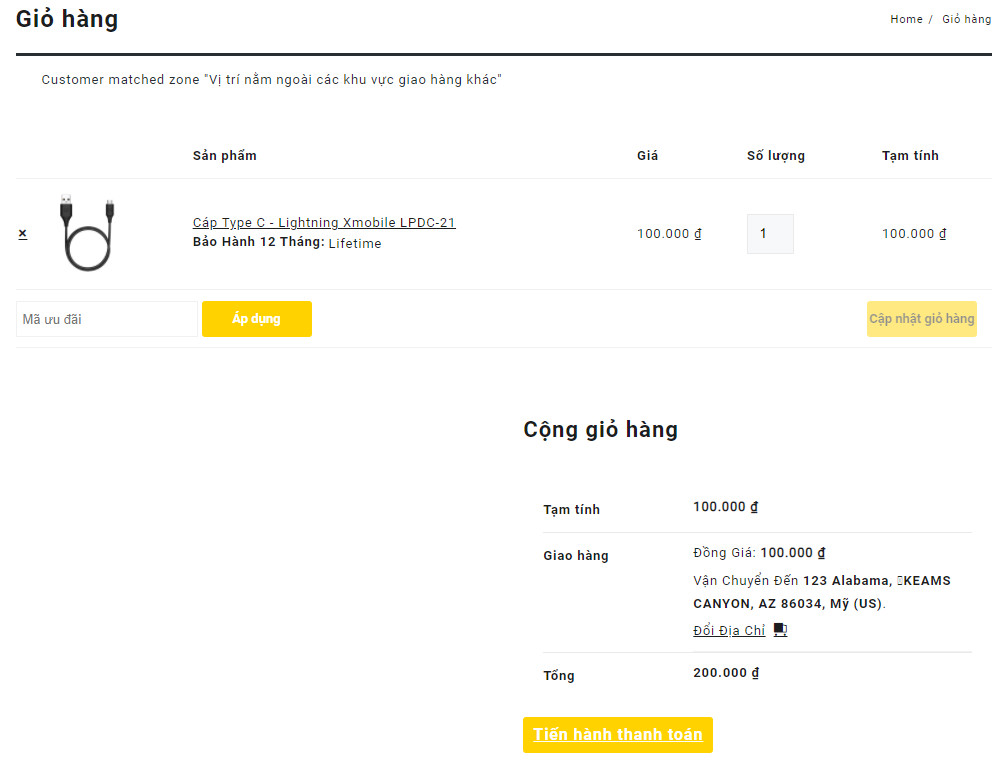 Giỏ hàng
Home / Giỏ hàng
Customer matched zone "Vị trí nằm ngoài các khu vực giao hàng khác"
Sản phẩm Giá Số lượng Tạm tính
× Cáp Type C - Lightning Xmobile LPDC-21
Bảo Hành 12 Tháng: Lifetime
100.000 ₫ 1 100.000 ₫
Mã ưu đãi Áp dụng Cập nhật giỏ hàng
Cộng giỏ hàng
Tạm tính 100.000 ₫
Giao hàng Đồng Giá: 100.000 ₫
Vận Chuyển Đến 123 Alabama, KEAMS
CANYON, AZ 86034, Mỹ (US).
Đổi Địa Chỉ
Tổng 200.000 ₫
Tiến hành thanh toán